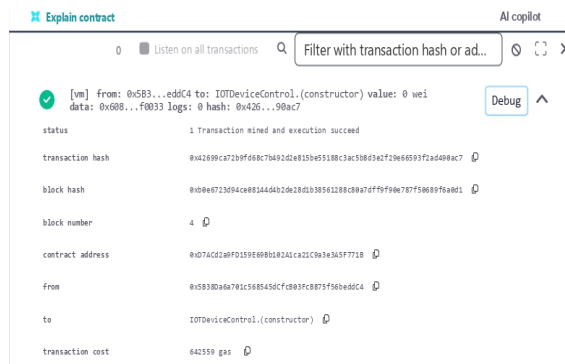 Explain contract AI copilot
0 Listen on all transactions Filter with transaction hash or ad...
[vm] from: 0x5B3...eddC4 to: IOTDeviceControl.(constructor) value: 0 wei
data: 0x608...f0033 logs: 0 hash: 0x426...90ac7
Debug
status 1 Transaction mined and execution succeed
transaction hash 0x42699ca72b9fd68c7b492d2e815be55188c3ac5b8d3e2f29e66593f2ad490ac7
block hash 0xb0e6723d94ce08144d4b2de28d1b38561288c80a7dff9f90e787f50689f6a0d1
block number 4
contract address 0xD7ACd2a9FD159E69Bb102A1ca21C9a3e3A5F771B
from 0x5B38Da6a701c568545dCfcB03FcB875f56beddC4
to IOTDeviceControl.(constructor)
transaction cost 642559 gas